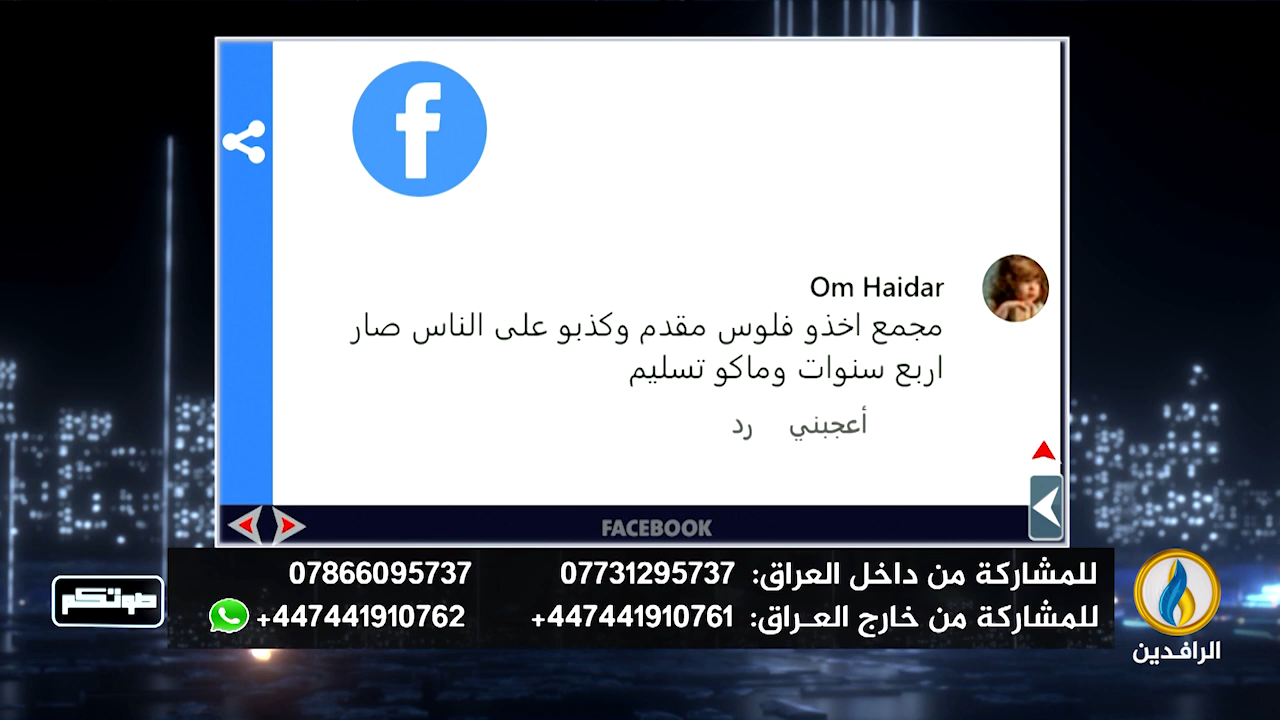 Om Haidar
مجمع اخذو فلوس مقدم وكذبو على الناس صار
اربع سنوات وماكو تسليم
أعجبني رد
FACEBOOK
للمشاركة من داخل العراق: 07731295737 07866095737
للمشاركة من خارج العـراق: 447441910761+ 447441910762+
صوتكم
الرافدين